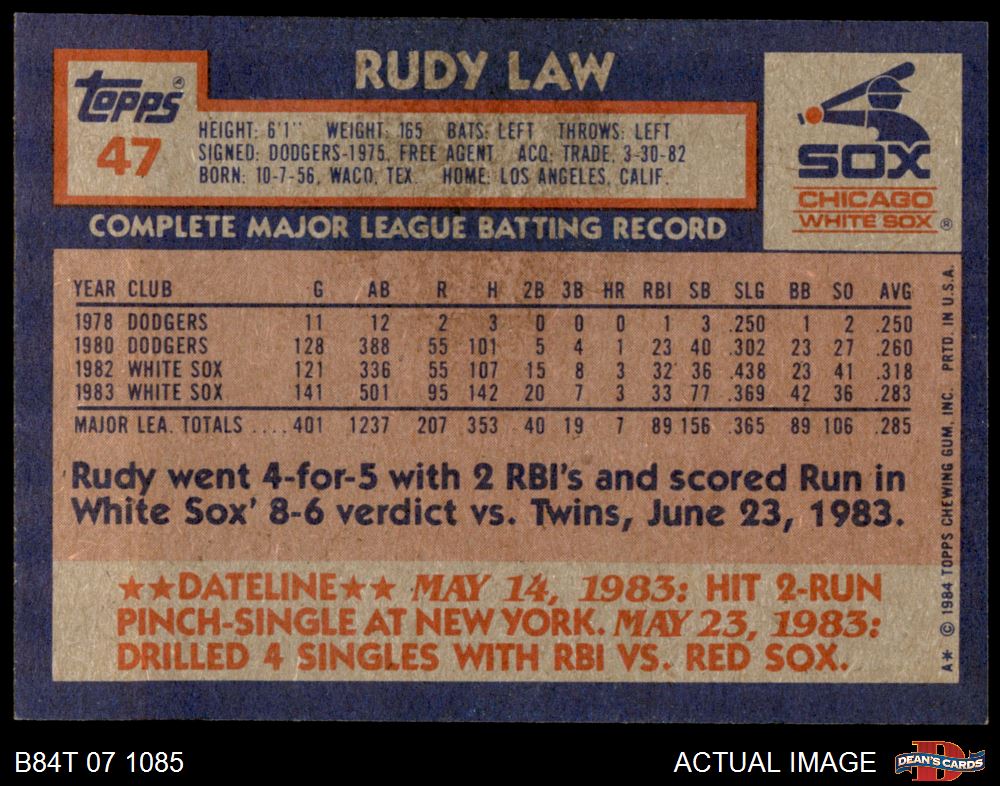 RUDY LAW
TOPPS
47
HEIGHT: 6'1" WEIGHT: 165 BATS: LEFT THROWS: LEFT
SIGNED: DODGERS-1975, FREE AGENT ACQ: TRADE, 3-30-82
BORN: 10-7-56, WACO, TEX. HOME: LOS ANGELES, CALIF.
SOX
CHICAGO
WHITE SOX ®
COMPLETE MAJOR LEAGUE BATTING RECORD
YEAR CLUB G AB R H 2B 3B HR RBI SB SLG BB SO AVG
1978 DODGERS 11 12 2 3 0 0 0 1 3 .250 1 2 .250
1980 DODGERS 128 388 55 101 5 4 1 23 40 .302 23 27 .260
1982 WHITE SOX 121 336 55 107 15 8 3 32 36 .438 23 41 .318
1983 WHITE SOX 141 501 95 142 20 7 3 33 77 .369 42 36 .283
MAJOR LEA. TOTALS ....401 1237 207 353 40 19 7 89 156 .365 89 106 .285
Rudy went 4-for-5 with 2 RBI's and scored Run in
White Sox' 8-6 verdict vs. Twins, June 23, 1983.
★★DATELINE★★ MAY 14, 1983: HIT 2-RUN
PINCH-SINGLE AT NEW YORK. MAY 23, 1983:
DRILLED 4 SINGLES WITH RBI VS. RED SOX.
A* © 1984 TOPPS CHEWING GUM, INC. PRTD. IN U.S.A.
B84T 07 1085
ACTUAL IMAGE
D
DEAN'S CARDS